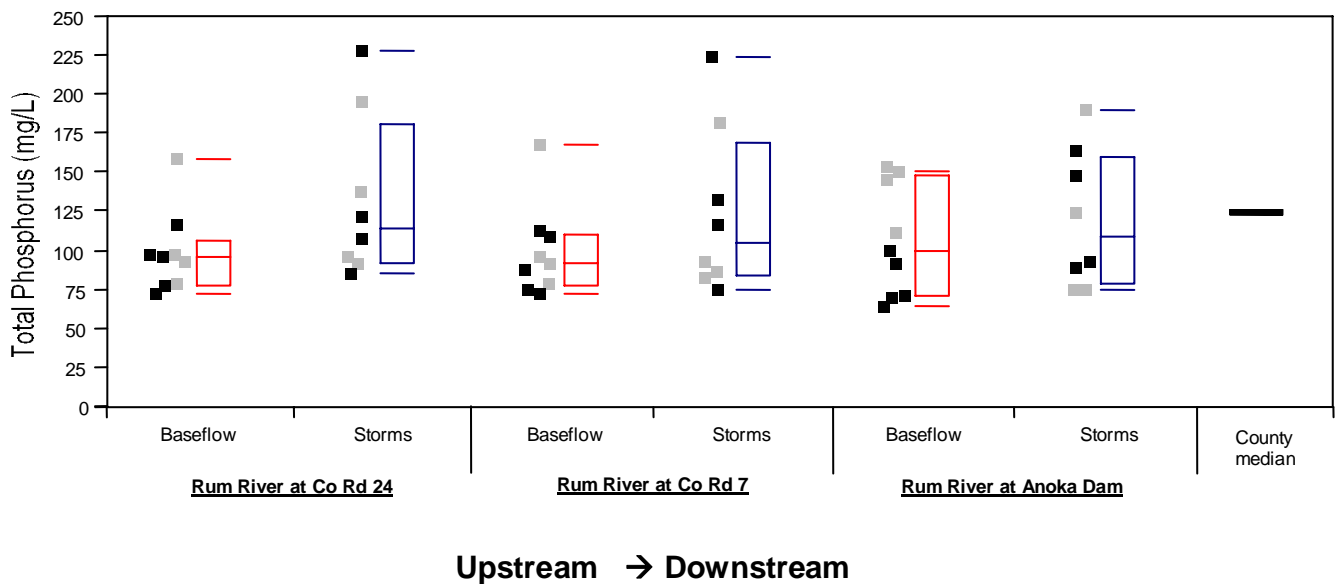 250
225
200
175
150
125
100
75
50
25
0
Total Phosphorus (mg/L)
Baseflow Storms Baseflow Storms Baseflow Storms County
median
Rum River at Co Rd 24 Rum River at Co Rd 7 Rum River at Anoka Dam
Upstream → Downstream